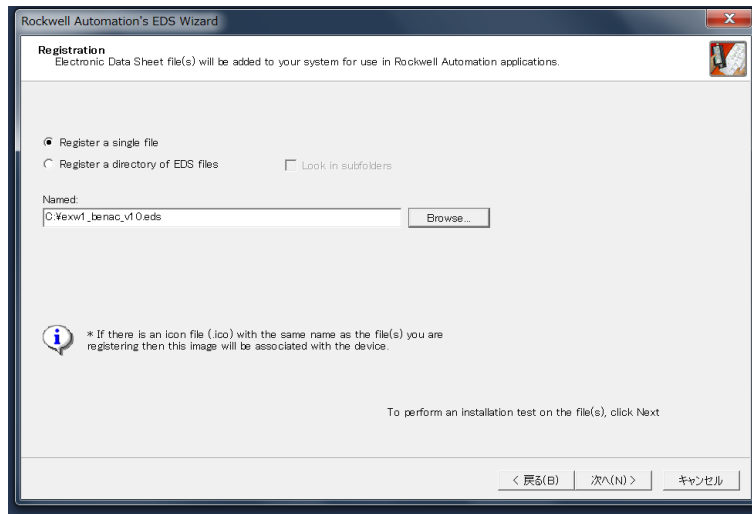 Rockwell Automation's EDS Wizard
Registration
Electronic Data Sheet file(s) will be added to your system for use in Rockwell Automation applications.
Register a single file
Register a directory of EDS files
Look in subfolders
Named:
C:¥exw1_benac_v10.eds
Browse...
* If there is an icon file (.ico) with the same name as the file(s) you are
registering then this image will be associated with the device.
To perform an installation test on the file(s), click Next
< 戻る(B)
次へ(N) >
キャンセル